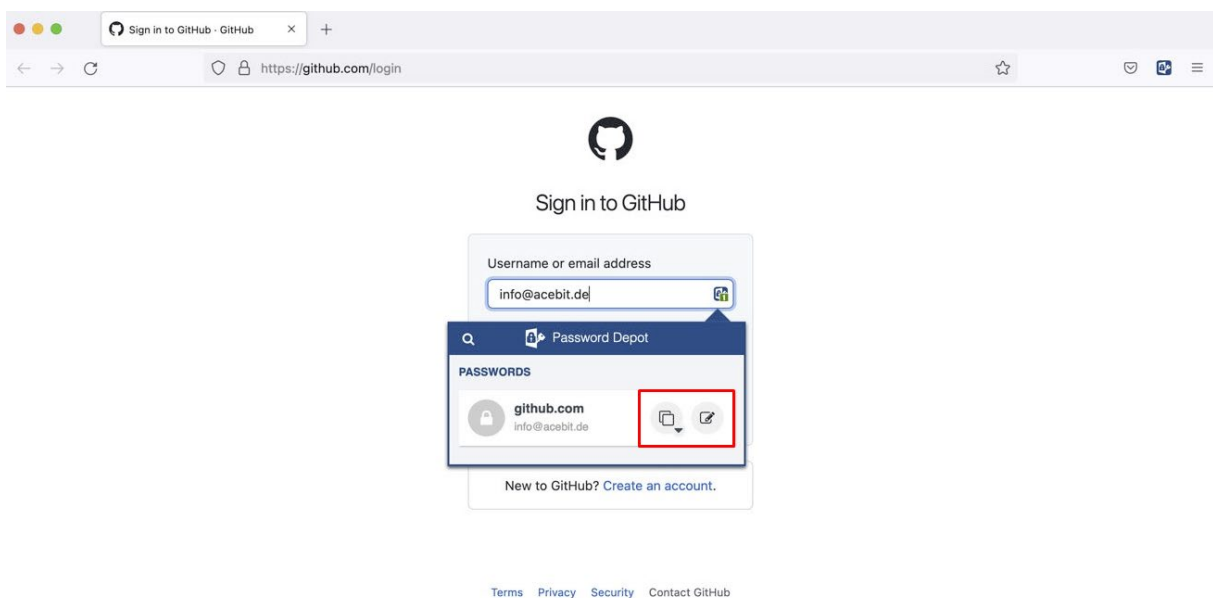 Sign in to GitHub · GitHub
https://github.com/login
Sign in to GitHub
Username or email address
info@acebit.de
Password Depot
PASSWORDS
github.com
info@acebit.de
New to GitHub? Create an account.
Terms Privacy Security Contact GitHub